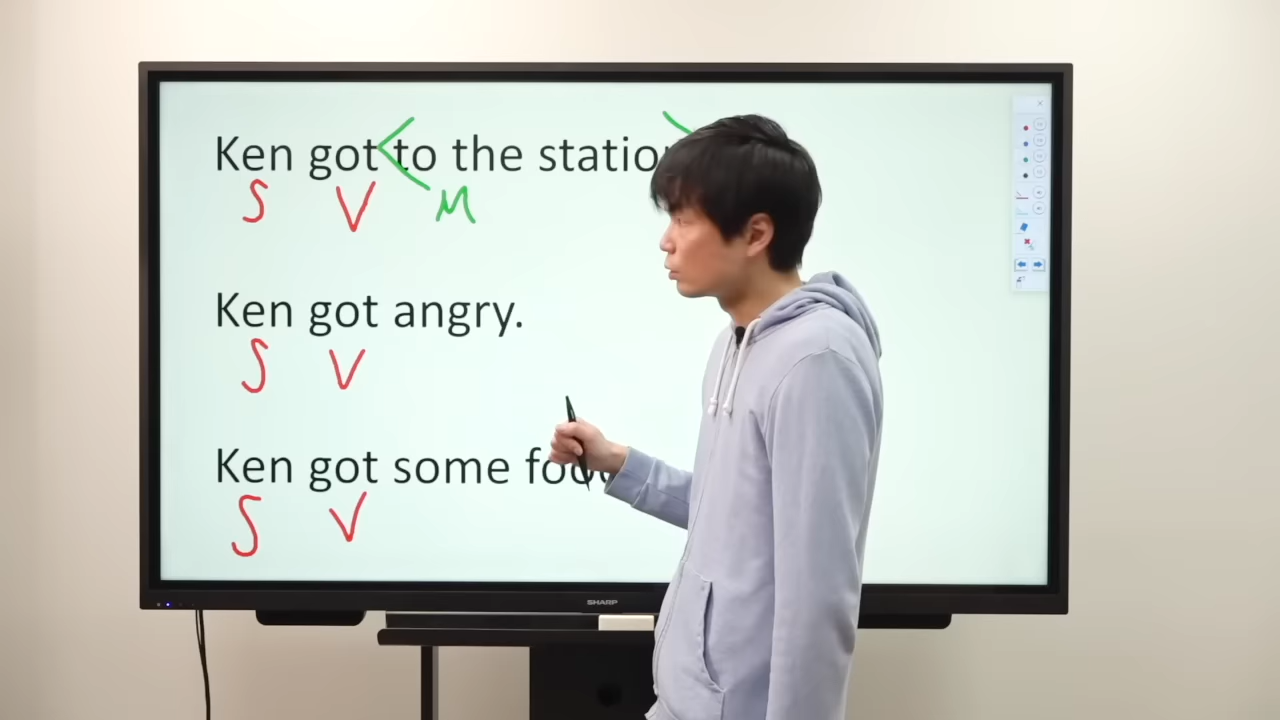 Ken got to the statio
S V M
Ken got angry.
S V
Ken got some foo
S V
SHARP